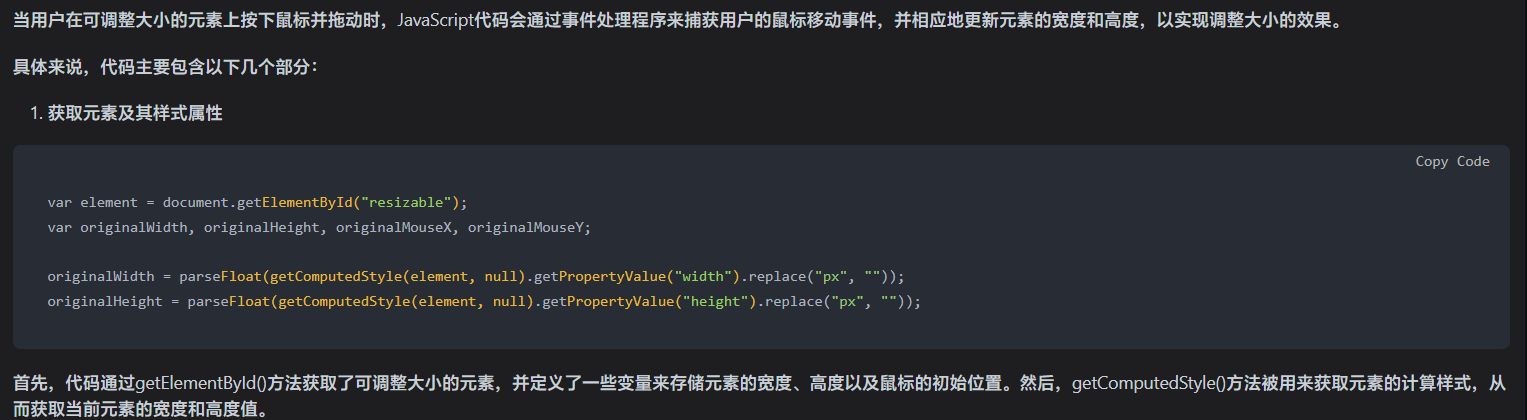 当用户在可调整大小的元素上按下鼠标并拖动时，JavaScript代码会通过事件处理程序来捕获用户的鼠标移动事件，并相应地更新元素的宽度和高度，以实现调整大小的效果。
具体来说，代码主要包含以下几个部分：
1. 获取元素及其样式属性
Copy Code
var element = document.getElementById("resizable");
var originalWidth, originalHeight, originalMouseX, originalMouseY;
originalWidth = parseFloat(getComputedStyle(element, null).getPropertyValue("width").replace("px", ""));
originalHeight = parseFloat(getComputedStyle(element, null).getPropertyValue("height").replace("px", ""));
首先，代码通过getElementById()方法获取了可调整大小的元素，并定义了一些变量来存储元素的宽度、高度以及鼠标的初始位置。然后，getComputedStyle()方法被用来获取元素的计算样式，从
而获取当前元素的宽度和高度值。